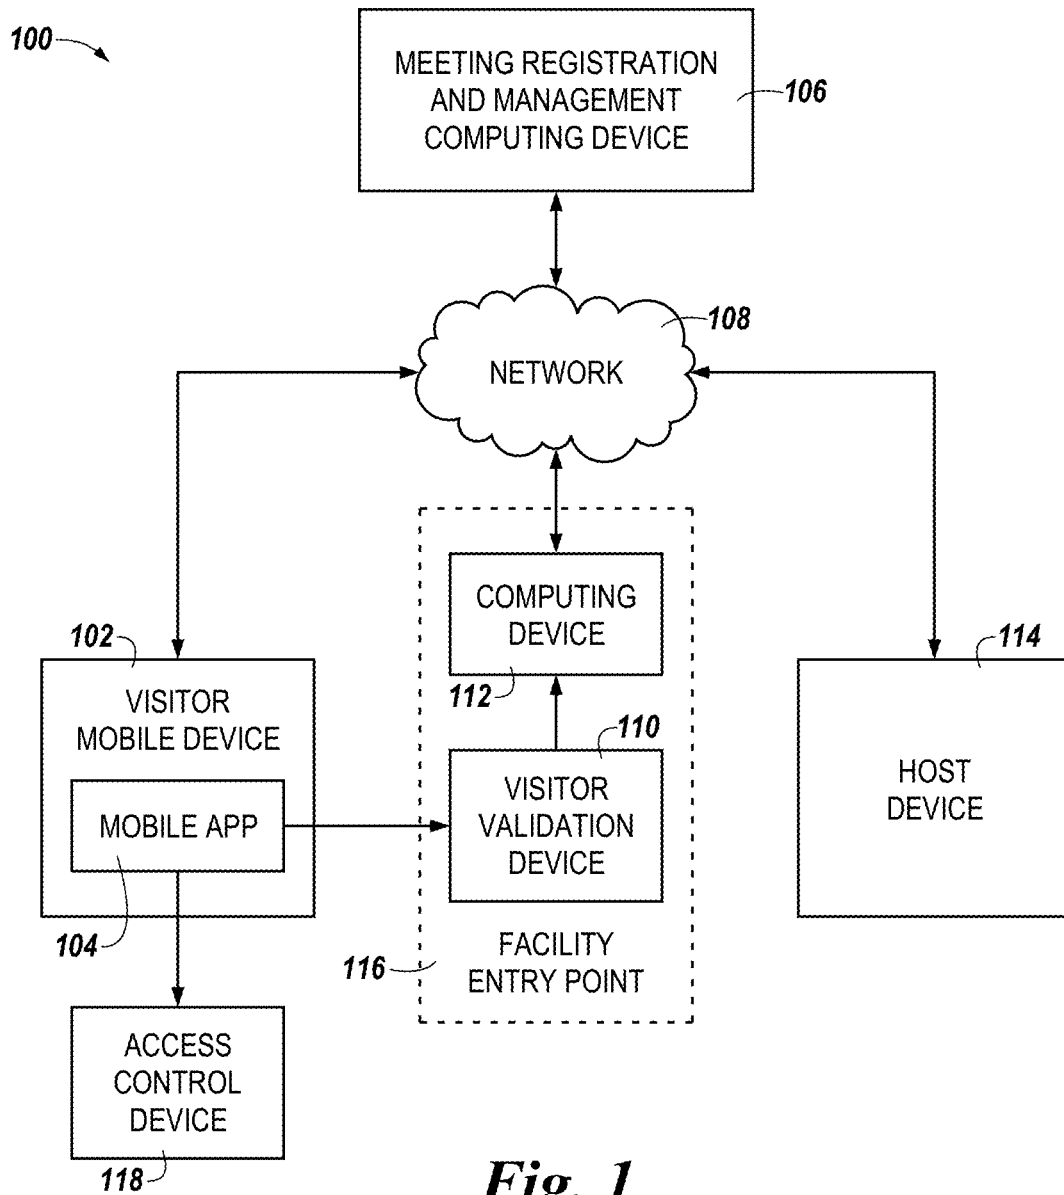 100
MEETING REGISTRATION
AND MANAGEMENT
COMPUTING DEVICE
106
108
NETWORK
COMPUTING
DEVICE
112
102
VISITOR
MOBILE DEVICE
MOBILE APP
104
110
VISITOR
VALIDATION
DEVICE
114
HOST
DEVICE
116
FACILITY
ENTRY POINT
ACCESS
CONTROL
DEVICE
118
Fig. 1